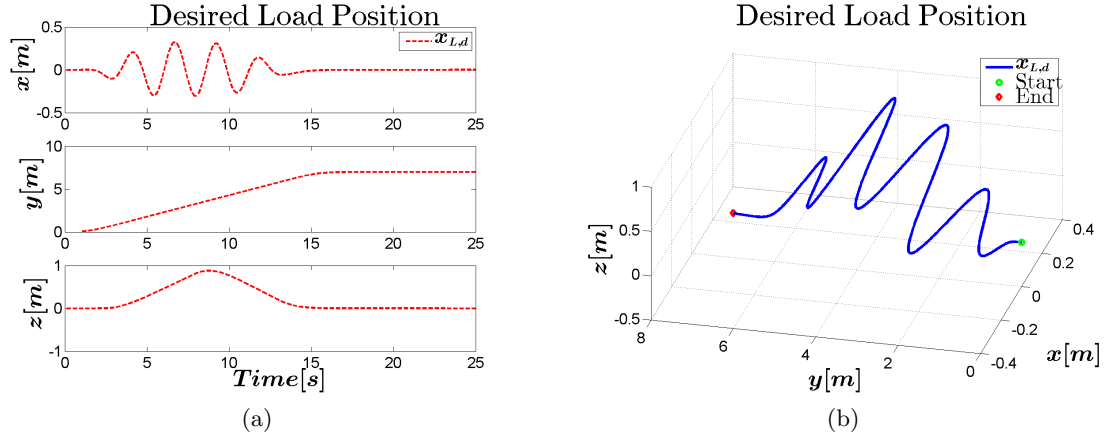 Desired Load Position
0.5
0
-0.5
x[m]
x_{L,d}
0 5 10 15 20 25
10
5
0
y[m]
0 5 10 15 20 25
1
0
-1
z[m]
0 5 10 15 20 25
Time[s]
(a)
Desired Load Position
x_{L,d}
Start
End
1
0.5
0
-0.5
z[m]
8 6 4 2 0
y[m]
0.4
0.2
0
-0.2
-0.4
x[m]
(b)